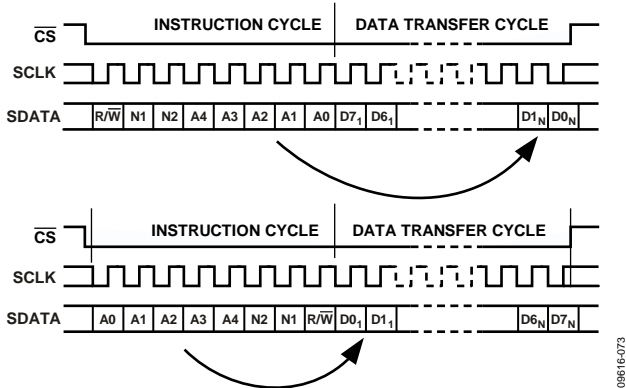 INSTRUCTION CYCLE DATA TRANSFER CYCLE
CS
SCLK
SDATA R/W N1 N2 A4 A3 A2 A1 A0 D71 D61 D1N D0N
INSTRUCTION CYCLE DATA TRANSFER CYCLE
CS
SCLK
SDATA A0 A1 A2 A3 A4 N2 N1 R/W D01 D11 D6N D7N
09616-073